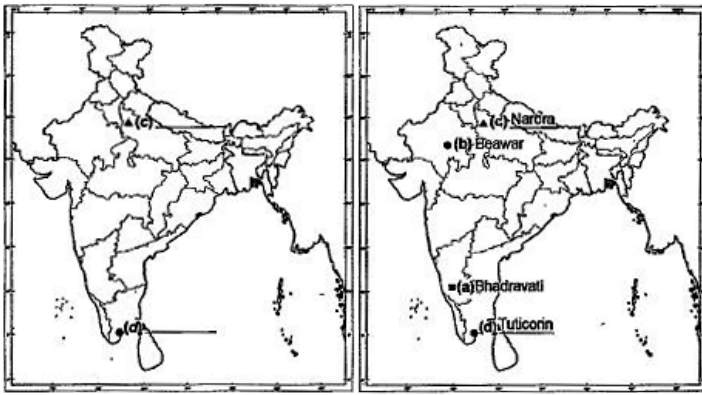 (c)
(d)
(c) Narora
(b) Beawar
(a) Bhadravati
(d) Tuticorin